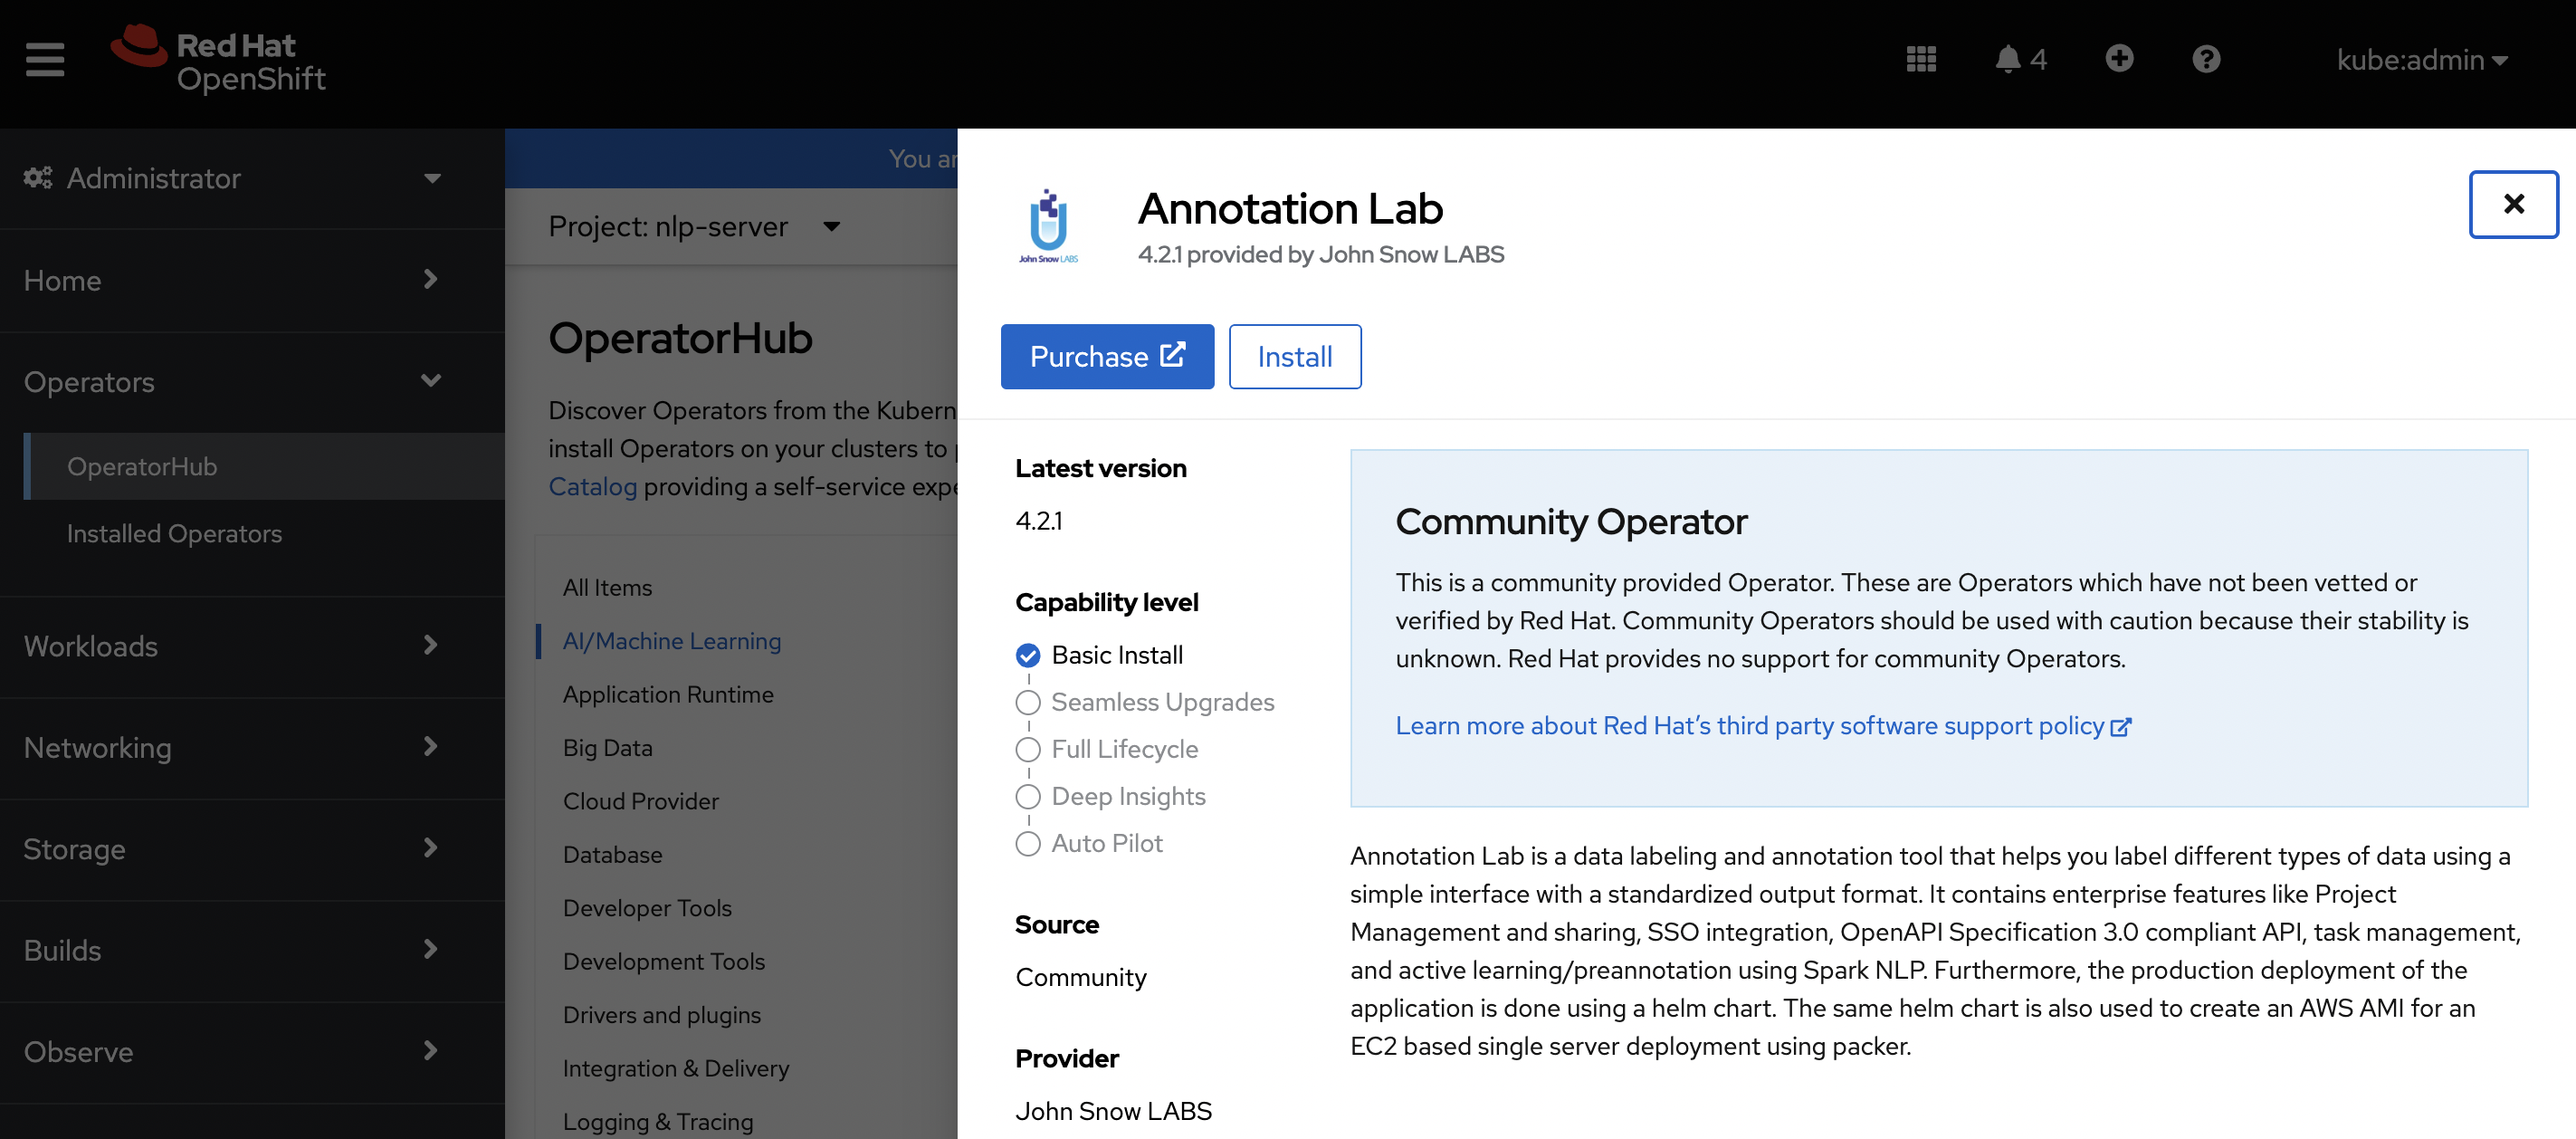 Red Hat
OpenShift
4
kube:admin
Administrator
Home
Operators
OperatorHub
Installed Operators
Workloads
Networking
Storage
Builds
Observe
You ar
Project: nlp-server
OperatorHub
Discover Operators from the Kubern
install Operators on your clusters to p
Catalog providing a self-service expe
All Items
AI/Machine Learning
Application Runtime
Big Data
Cloud Provider
Database
Developer Tools
Development Tools
Drivers and plugins
Integration & Delivery
Logging & Tracing
John Snow LABS
Annotation Lab
4.2.1 provided by John Snow LABS
Purchase
Install
Latest version
4.2.1
Capability level
Basic Install
Seamless Upgrades
Full Lifecycle
Deep Insights
Auto Pilot
Source
Community
Provider
John Snow LABS
Community Operator
This is a community provided Operator. These are Operators which have not been vetted or
verified by Red Hat. Community Operators should be used with caution because their stability is
unknown. Red Hat provides no support for community Operators.
Learn more about Red Hat’s third party software support policy
Annotation Lab is a data labeling and annotation tool that helps you label different types of data using a
simple interface with a standardized output format. It contains enterprise features like Project
Management and sharing, SSO integration, OpenAPI Specification 3.0 compliant API, task management,
and active learning/preannotation using Spark NLP. Furthermore, the production deployment of the
application is done using a helm chart. The same helm chart is also used to create an AWS AMI for an
EC2 based single server deployment using packer.